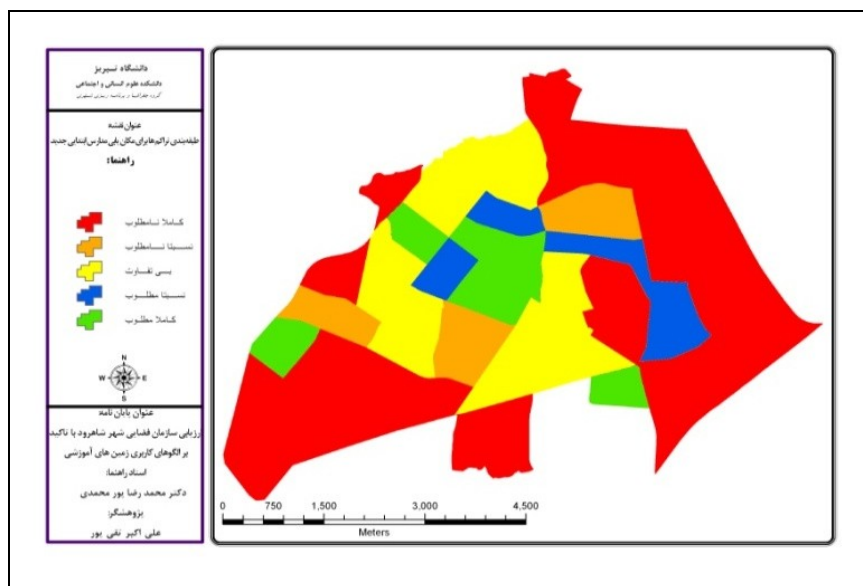 دانشگاه تبریز
دانشکده علوم انسانی و اجتماعی
گروه جغرافیا و برنامه ریزی شهری
عنوان نقشه
طبقه‌بندی تراکم‌ها برای مکان یابی مدارس ابتدایی جدید
راهنما:
کاملا نامطلوب
نسبتا نامطلوب
بی تفاوت
نسبتا مطلوب
کاملا مطلوب
N
W E
S
عنوان پایان نامه:
رزیابی سازمان فضایی شهر شاهرود با تاکید
بر الگوهای کاربری زمین های آموزشی
استاد راهنما:
دکتر محمد رضا پور محمدی
پژوهشگر:
علی اکبر تقی پور
0 750 1,500 3,000 4,500
Meters